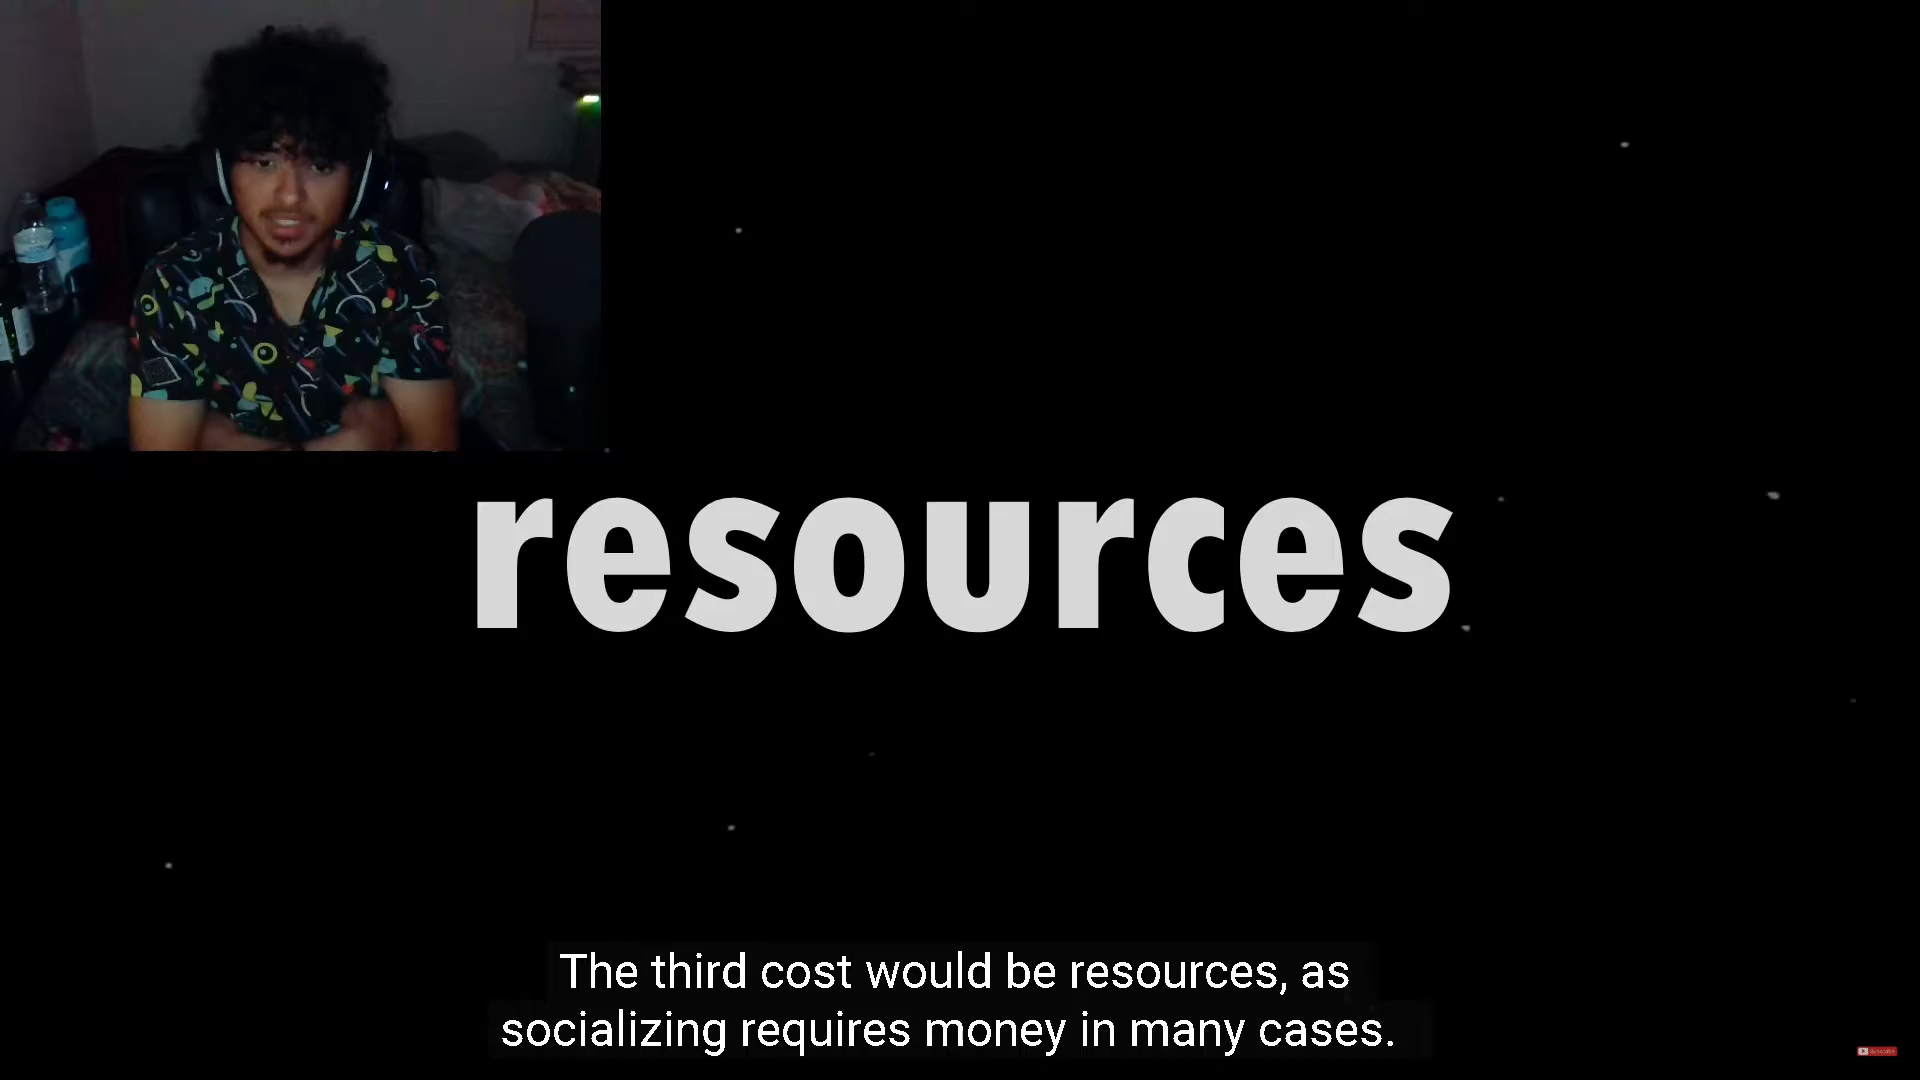 resources
The third cost would be resources, as
socializing requires money in many cases.